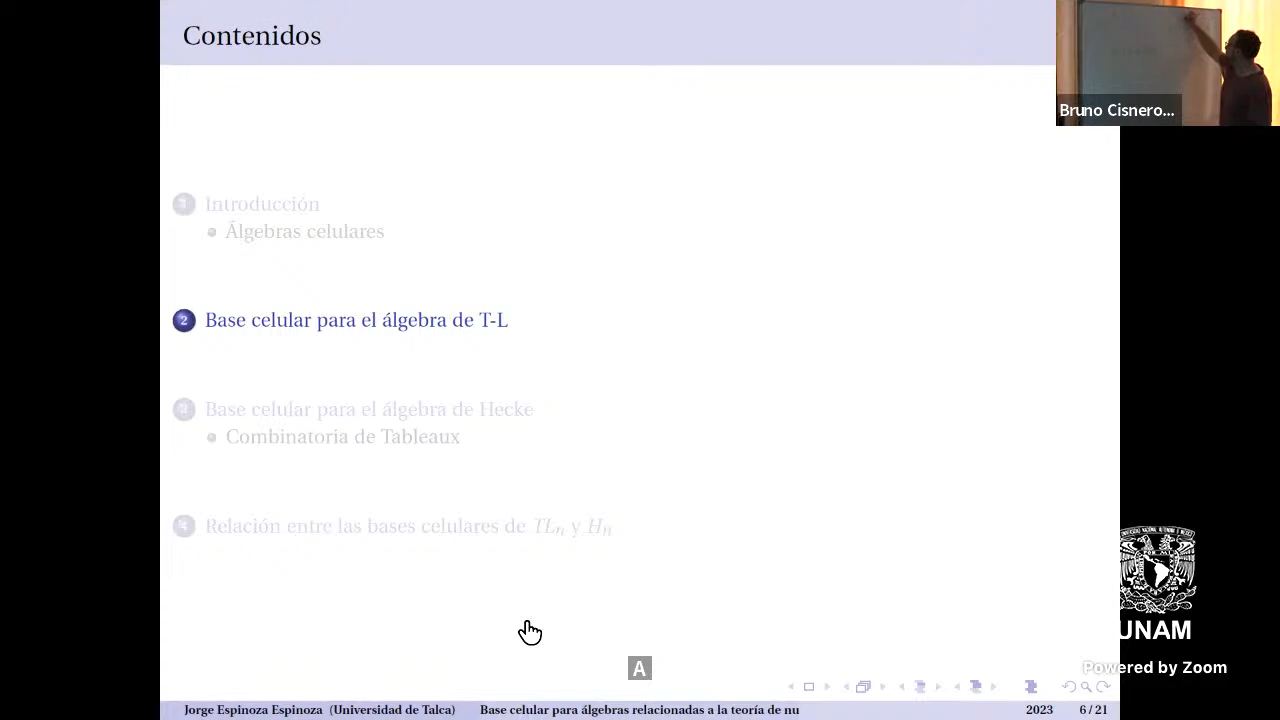 Contenidos
Bruno Cisnero...
1 Introducción
Álgebras celulares
2 Base celular para el álgebra de T-L
3 Base celular para el álgebra de Hecke
Combinatoria de Tableaux
4 Relación entre las bases celulares de TLn y Hn
UNAM
A
Powered by Zoom
Jorge Espinoza Espinoza (Universidad de Talca) Base celular para álgebras relacionadas a la teoría de nu 2023 6 / 21